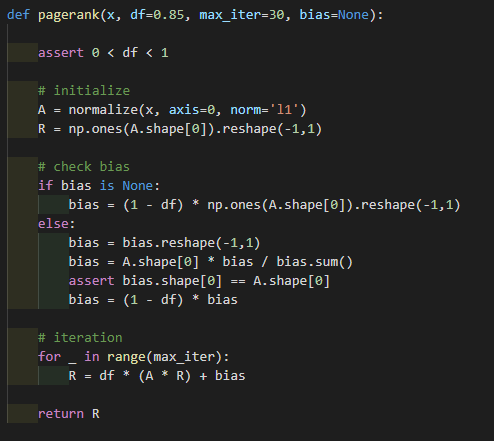 def pagerank(x, df=0.85, max_iter=30, bias=None):
assert 0 < df < 1
# initialize
A = normalize(x, axis=0, norm='l1')
R = np.ones(A.shape[0]).reshape(-1,1)
# check bias
if bias is None:
bias = (1 - df) * np.ones(A.shape[0]).reshape(-1,1)
else:
bias = bias.reshape(-1,1)
bias = A.shape[0] * bias / bias.sum()
assert bias.shape[0] == A.shape[0]
bias = (1 - df) * bias
# iteration
for _ in range(max_iter):
R = df * (A * R) + bias
return R